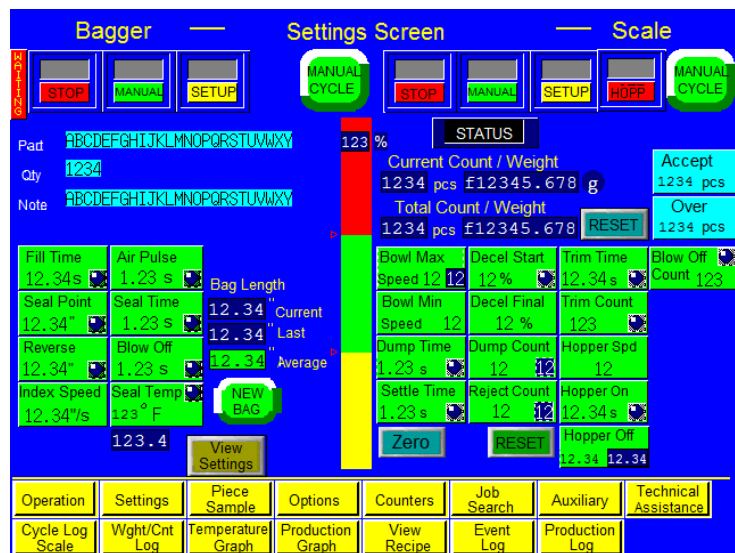 Bagger — Settings Screen — Scale
WAITING
STOP MANUAL SETUP MANUAL CYCLE STOP MANUAL SETUP HOPP MANUAL CYCLE
Part ABCDEFGHIJKLMNOPQRSTUVWXY
Qty 1234
Note ABCDEFGHIJKLMNOPQRSTUVWXY
123 %
STATUS
Current Count / Weight
1234 pcs £12345.678 g
Total Count / Weight
1234 pcs £12345.678 RESET
Accept
1234 pcs
Over
1234 pcs
Fill Time
12.34 s
Air Pulse
1.23 s
Seal Point
12.34"
Seal Time
1.23 s
Reverse
12.34"
Blow Off
1.23 s
Index Speed
12.34"/s
Seal Temp
123° F
123.4
Bag Length
12.34 " Current
12.34 " Last
12.34 " Average
NEW
BAG
View
Settings
Bowl Max
Speed 12 12
Decel Start
12 %
Trim Time
12.34 s
Blow Off
Count 123
Bowl Min
Speed 12
Decel Final
12 %
Trim Count
123
Dump Time
1.23 s
Dump Count
12 12
Hopper Spd
12
Settle Time
1.23 s
Reject Count
12 12
Hopper On
12.34 s
Zero
RESET
Hopper Off
12.34 12.34
Operation Settings Piece Sample Options Counters Job Search Auxiliary Technical Assistance
Cycle Log Scale Wght/Cnt Log Temperature Graph Production Graph View Recipe Event Log Production Log